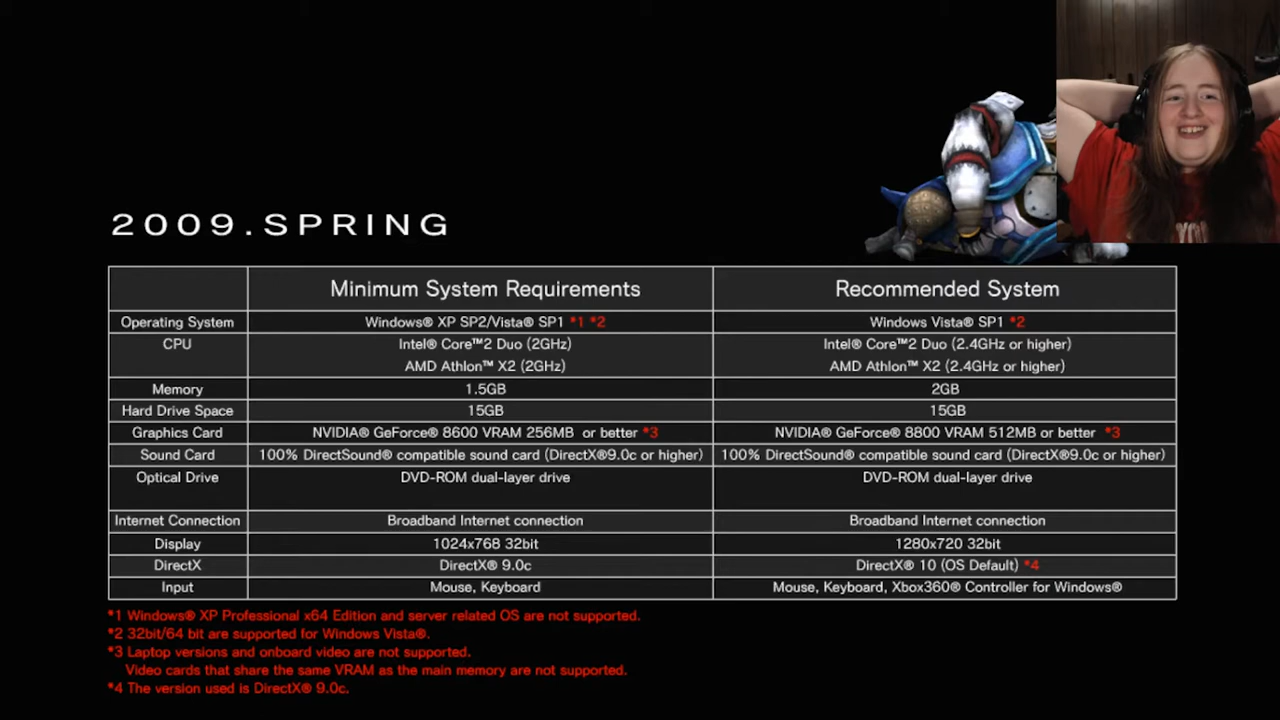 2009.SPRING
Minimum System Requirements Recommended System
Operating System Windows® XP SP2/Vista® SP1 *1 *2 Windows Vista® SP1 *2
CPU Intel® Core™2 Duo (2GHz) Intel® Core™2 Duo (2.4GHz or higher)
AMD Athlon™ X2 (2GHz) AMD Athlon™ X2 (2.4GHz or higher)
Memory 1.5GB 2GB
Hard Drive Space 15GB 15GB
Graphics Card NVIDIA® GeForce® 8600 VRAM 256MB or better *3 NVIDIA® GeForce® 8800 VRAM 512MB or better *3
Sound Card 100% DirectSound® compatible sound card (DirectX®9.0c or higher) 100% DirectSound® compatible sound card (DirectX®9.0c or higher)
Optical Drive DVD-ROM dual-layer drive DVD-ROM dual-layer drive
Internet Connection Broadband Internet connection Broadband Internet connection
Display 1024x768 32bit 1280x720 32bit
DirectX DirectX® 9.0c DirectX® 10 (OS Default) *4
Input Mouse, Keyboard Mouse, Keyboard, Xbox360® Controller for Windows®
*1 Windows® XP Professional x64 Edition and server related OS are not supported.
*2 32bit/64 bit are supported for Windows Vista®.
*3 Laptop versions and onboard video are not supported.
Video cards that share the same VRAM as the main memory are not supported.
*4 The version used is DirectX® 9.0c.